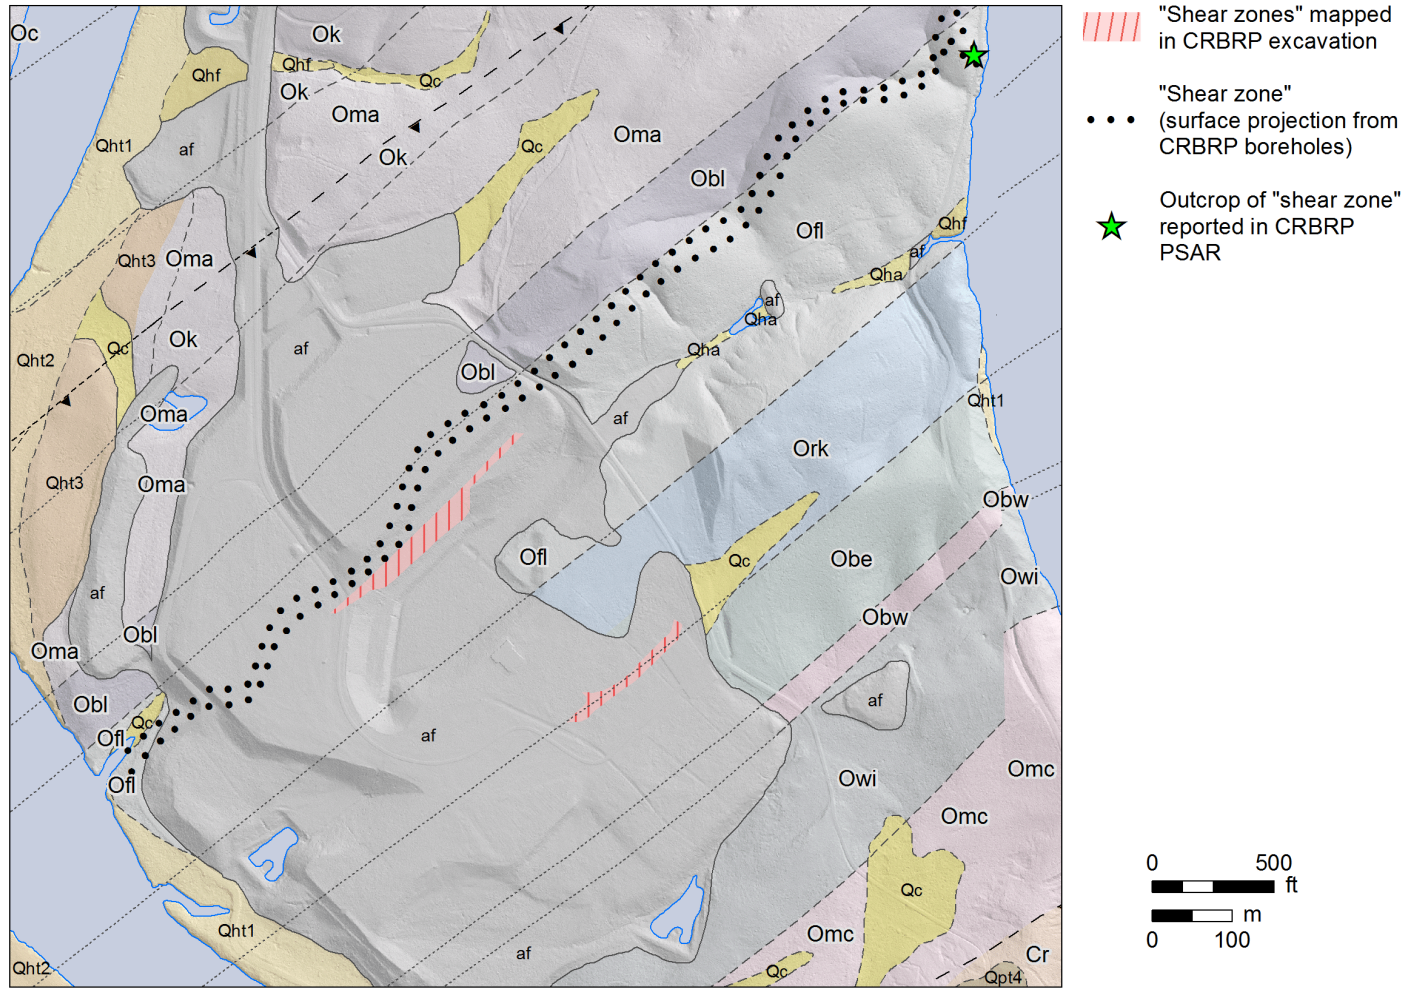 Oc
Ok
Qhf
Qhf
Qc
Ok
Oma
Oma
Qht1
af
Ok
Qc
Obl
Qht3
Oma
Ofl
Qhf
af
Qha
af
Qha
Qht2
Qc
Ok
af
Qha
Obl
Oma
af
Qht1
Qht3
Oma
Ork
Obw
Ofl
Qc
Obe
Owi
af
Obw
Obl
Oma
Obl
Qc
af
af
Ofl
Ofl
Owi
Omc
Omc
Qc
Qht1
Omc
af
Cr
Qht2
Qc
Qpt4
"Shear zones" mapped
in CRBRP excavation
"Shear zone"
(surface projection from
CRBRP boreholes)
Outcrop of "shear zone"
reported in CRBRP
PSAR
0 500
ft
m
0 100